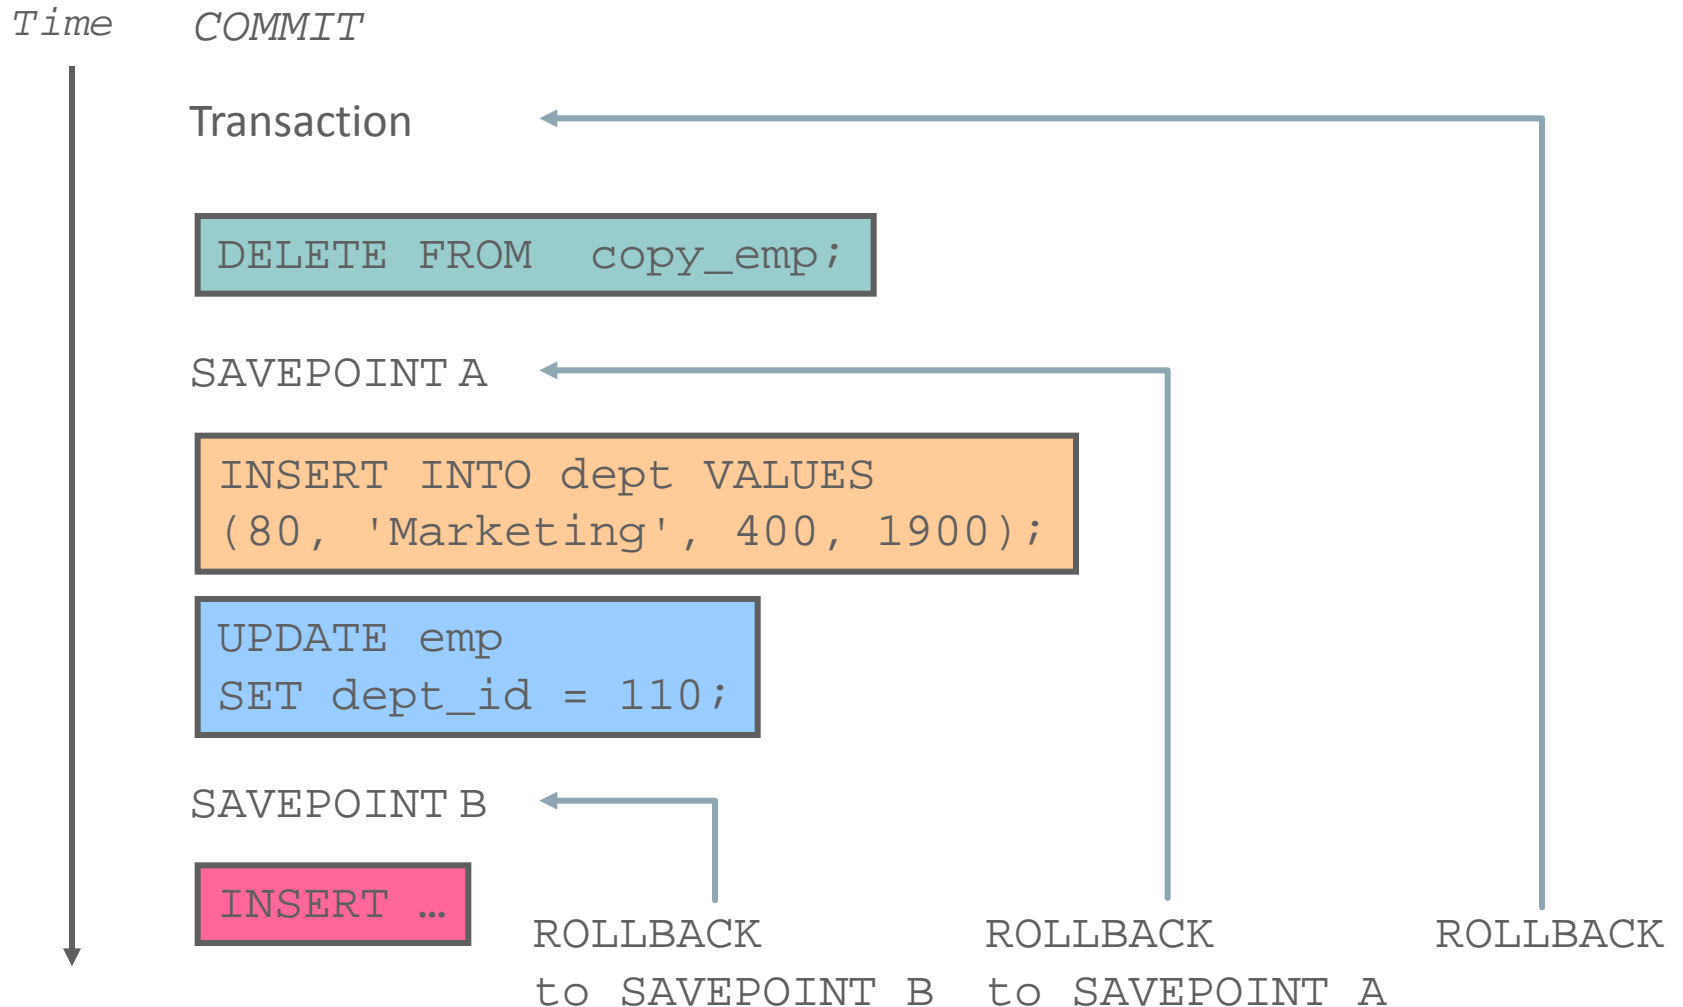 Time
COMMIT
Transaction
DELETE FROM copy_emp;
SAVEPOINT A
INSERT INTO dept VALUES
(80, 'Marketing', 400, 1900);
UPDATE emp
SET dept_id = 110;
SAVEPOINT B
INSERT …
ROLLBACK
to SAVEPOINT B
ROLLBACK
to SAVEPOINT A
ROLLBACK